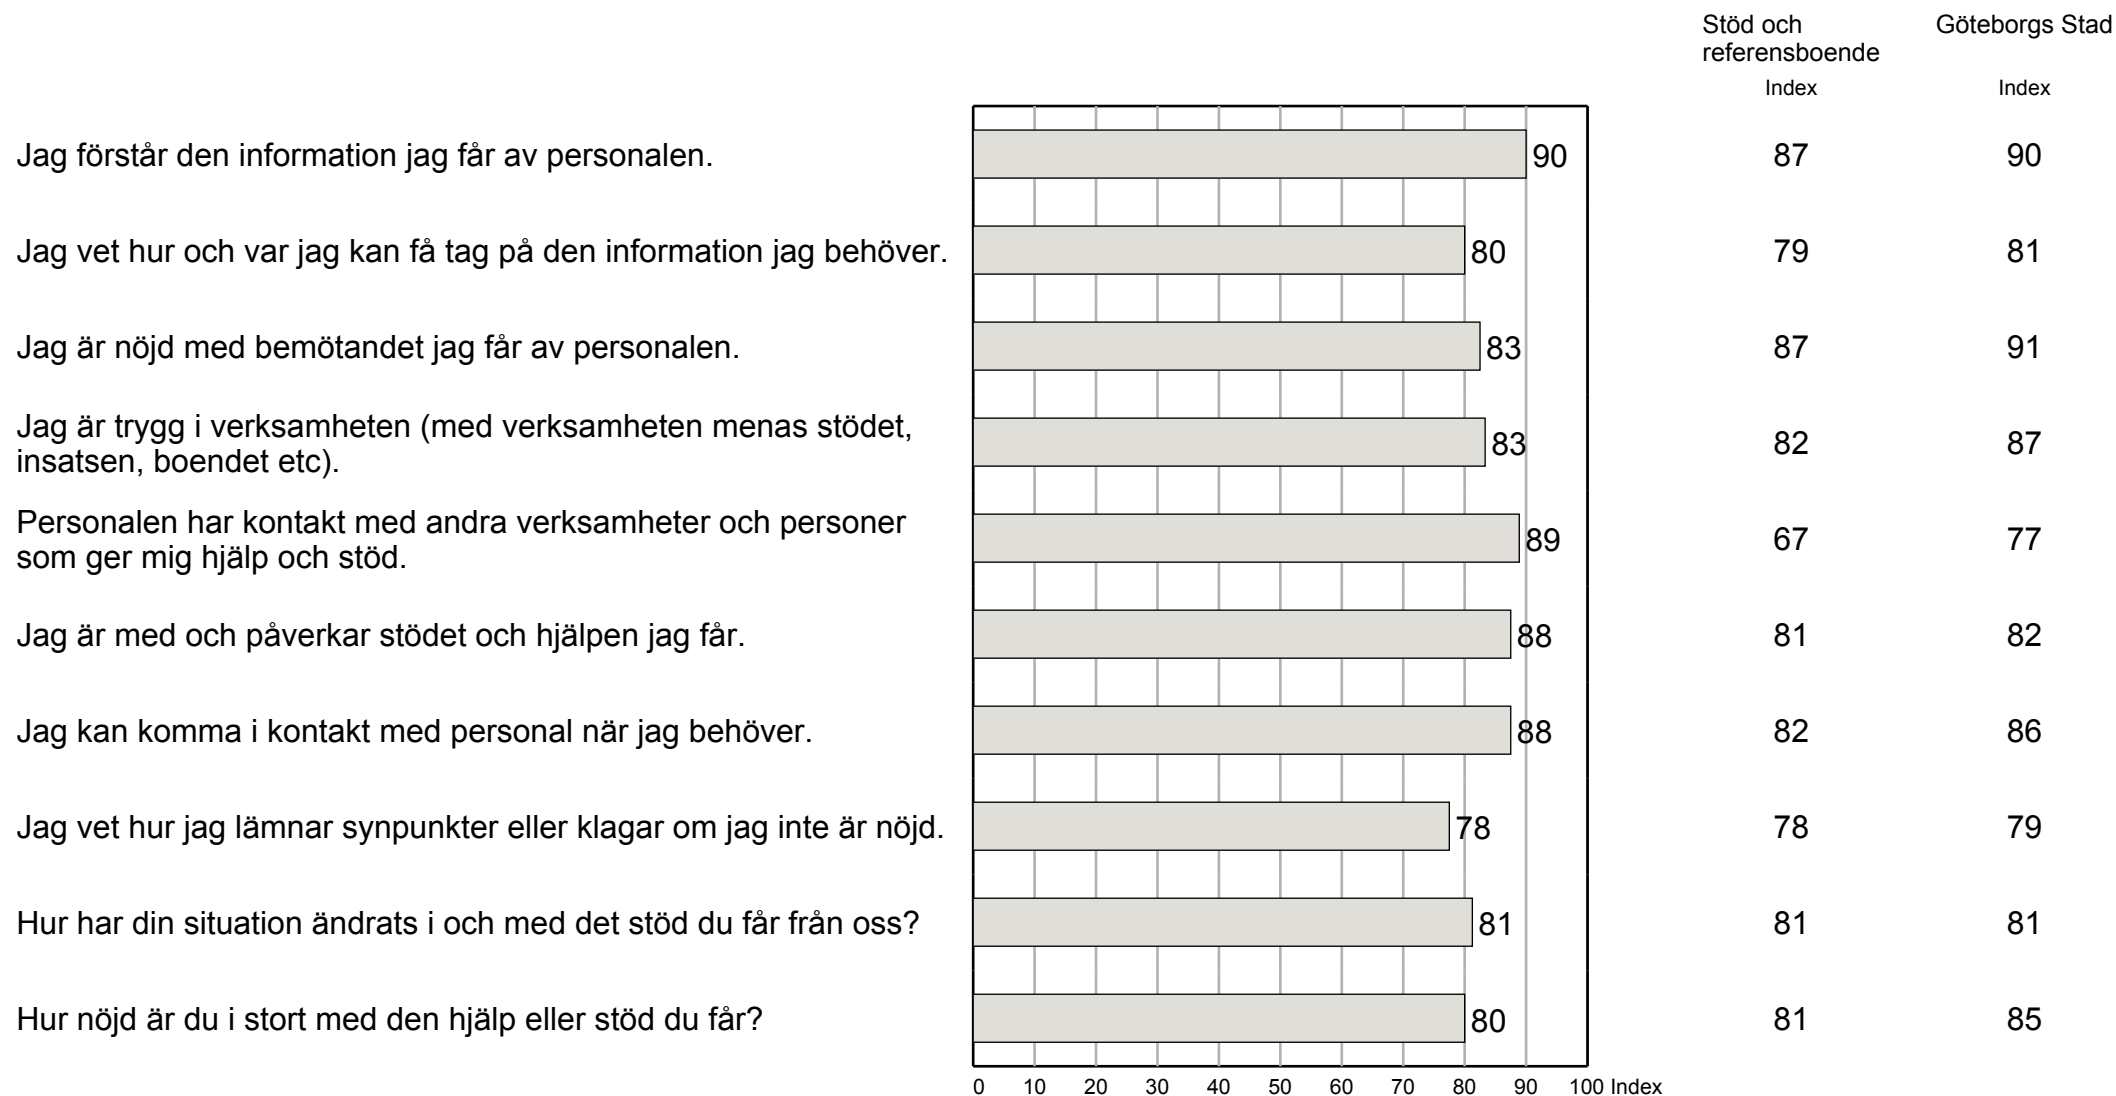 Stöd och
referensboende
Göteborgs Stad
Index
Index
Jag förstår den information jag får av personalen.
90
87
90
Jag vet hur och var jag kan få tag på den information jag behöver.
80
79
81
Jag är nöjd med bemötandet jag får av personalen.
83
87
91
Jag är trygg i verksamheten (med verksamheten menas stödet,
insatsen, boendet etc).
83
82
87
Personalen har kontakt med andra verksamheter och personer
som ger mig hjälp och stöd.
89
67
77
Jag är med och påverkar stödet och hjälpen jag får.
88
81
82
Jag kan komma i kontakt med personal när jag behöver.
88
82
86
Jag vet hur jag lämnar synpunkter eller klagar om jag inte är nöjd.
78
78
79
Hur har din situation ändrats i och med det stöd du får från oss?
81
81
81
Hur nöjd är du i stort med den hjälp eller stöd du får?
80
81
85
0 10 20 30 40 50 60 70 80 90 100 Index